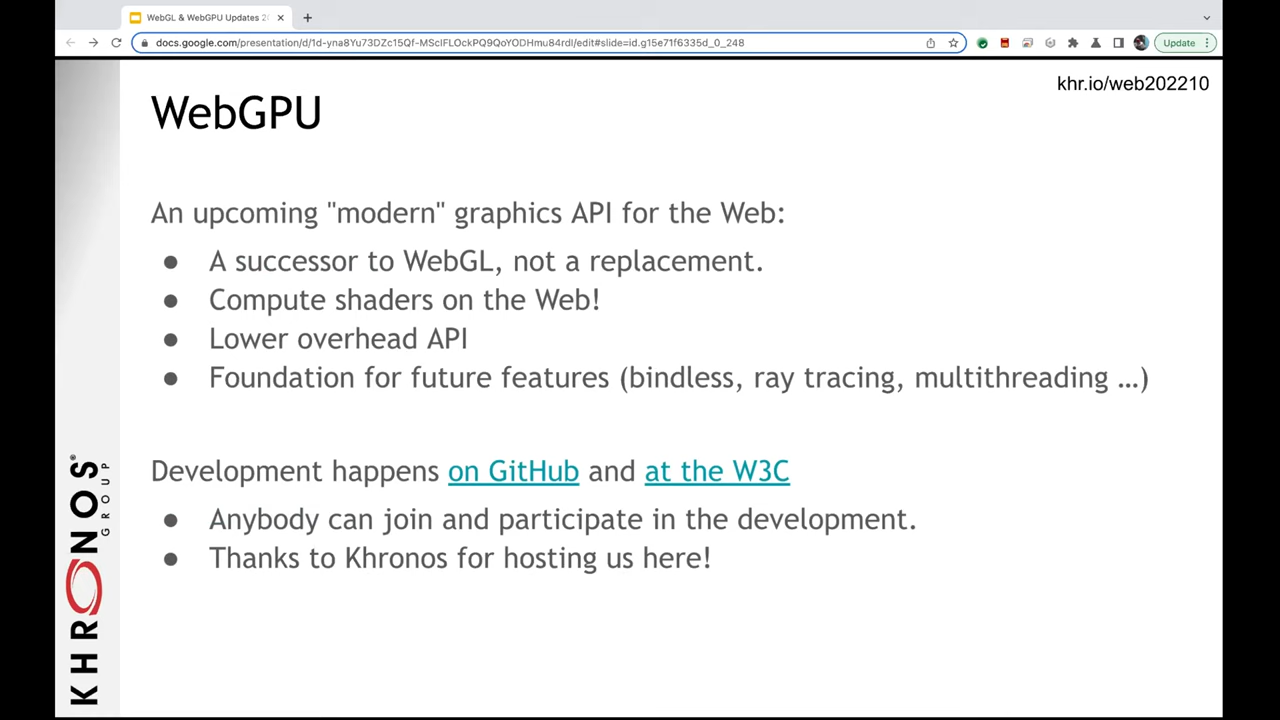 WebGL & WebGPU Updates 20
docs.google.com/presentation/d/1d-yna8Yu73DZc15Qf-MScIFLOckPQ9QoYODHmu84rdI/edit#slide=id.g15e71f6335d_0_248
Update
khr.io/web202210
WebGPU
An upcoming "modern" graphics API for the Web:
● A successor to WebGL, not a replacement.
● Compute shaders on the Web!
● Lower overhead API
● Foundation for future features (bindless, ray tracing, multithreading …)
Development happens on GitHub and at the W3C
● Anybody can join and participate in the development.
● Thanks to Khronos for hosting us here!
KHRONOS®
GROUP